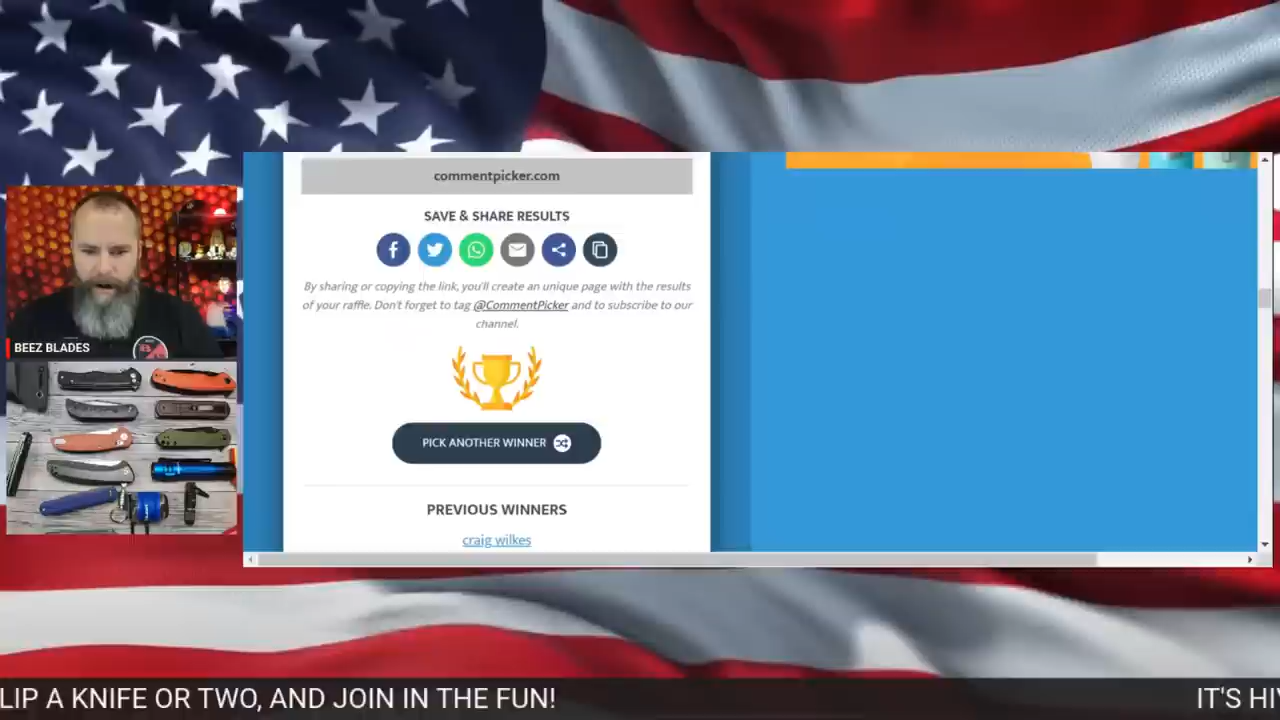 commentpicker.com
SAVE & SHARE RESULTS
By sharing or copying the link, you'll create an unique page with the results
of your raffle. Don't forget to tag @CommentPicker and to subscribe to our
channel.
BEEZ BLADES
PICK ANOTHER WINNER
PREVIOUS WINNERS
craig wilkes
LIP A KNIFE OR TWO, AND JOIN IN THE FUN!
IT'S HI